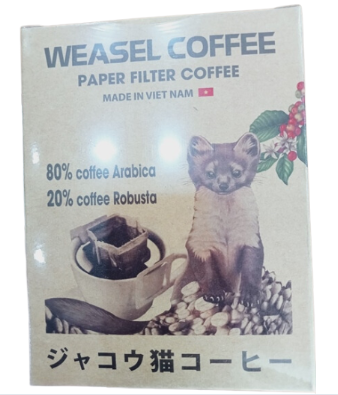 WEASEL COFFEE
PAPER FILTER COFFEE
MADE IN VIET NAM
80% coffee Arabica
20% coffee Robusta
ジャコウ猫コーヒー